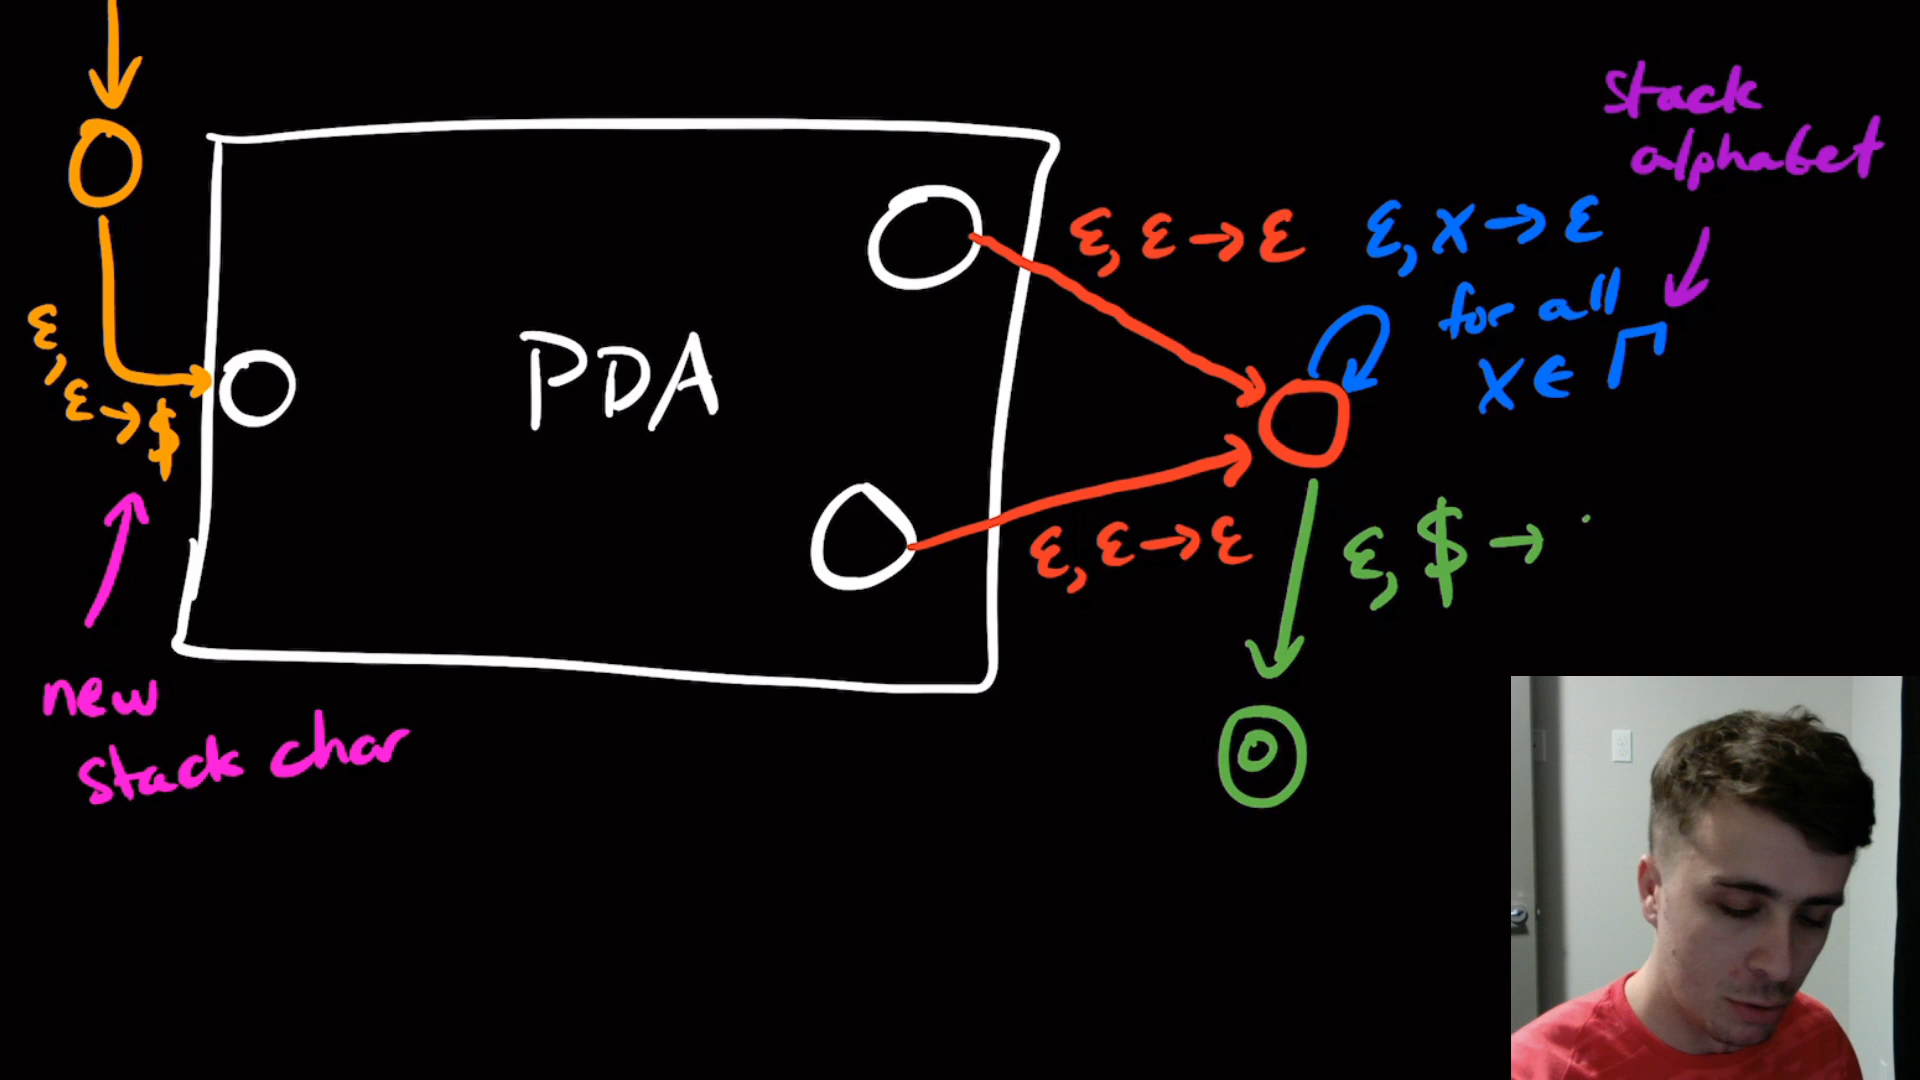 stack
alphabet
ε, ε → ε
ε, x → ε
for all
x ∈ Γ
ε, ε → $
PDA
ε, $ →
ε, ε → ε
new
stack char